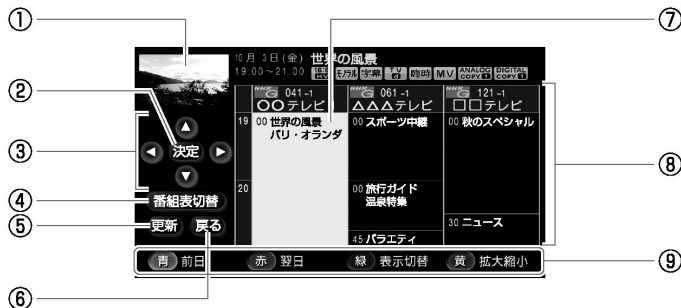 ① ⑦
10月 3日(金) 世界の風景
19:00～21:00 モノラル 字幕 TV d 臨時 MV ANALOG COPY 1 DIGITAL COPY 1
②
G 041-1 G 061-1 G 121-1
〇〇テレビ △△△テレビ □□テレビ
19 00 世界の風景 00 スポーツ中継 00 秋のスペシャル
バリ・オランダ
③ 決定 ⑧
20 00 旅行ガイド
温泉特集
④ 番組表切替
⑤ 更新 戻る 30 ニュース
45 バラエティ
青 前日 赤 翌日 緑 表示切替 黄 拡大縮小 ⑨
⑥